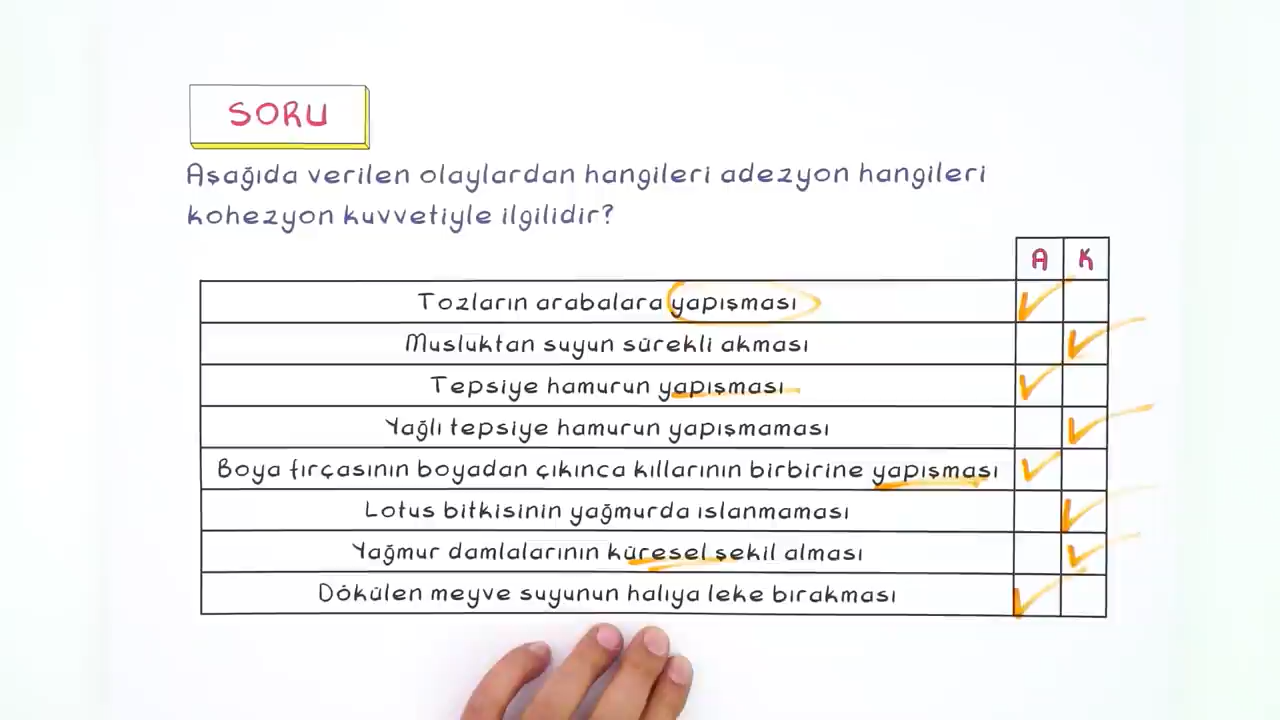 SORU
Aşağıda verilen olaylardan hangileri adezyon hangileri
kohezyon kuvvetiyle ilgilidir?
A K
Tozların arabalara yapışması
Musluktan suyun sürekli akması
Tepsiye hamurun yapışması
Yağlı tepsiye hamurun yapışmaması
Boya fırçasının boyadan çıkınca kıllarının birbirine yapışması
Lotus bitkisinin yağmurda ıslanmaması
Yağmur damlalarının küresel şekil alması
Dökülen meyve suyunun halıya leke bırakması